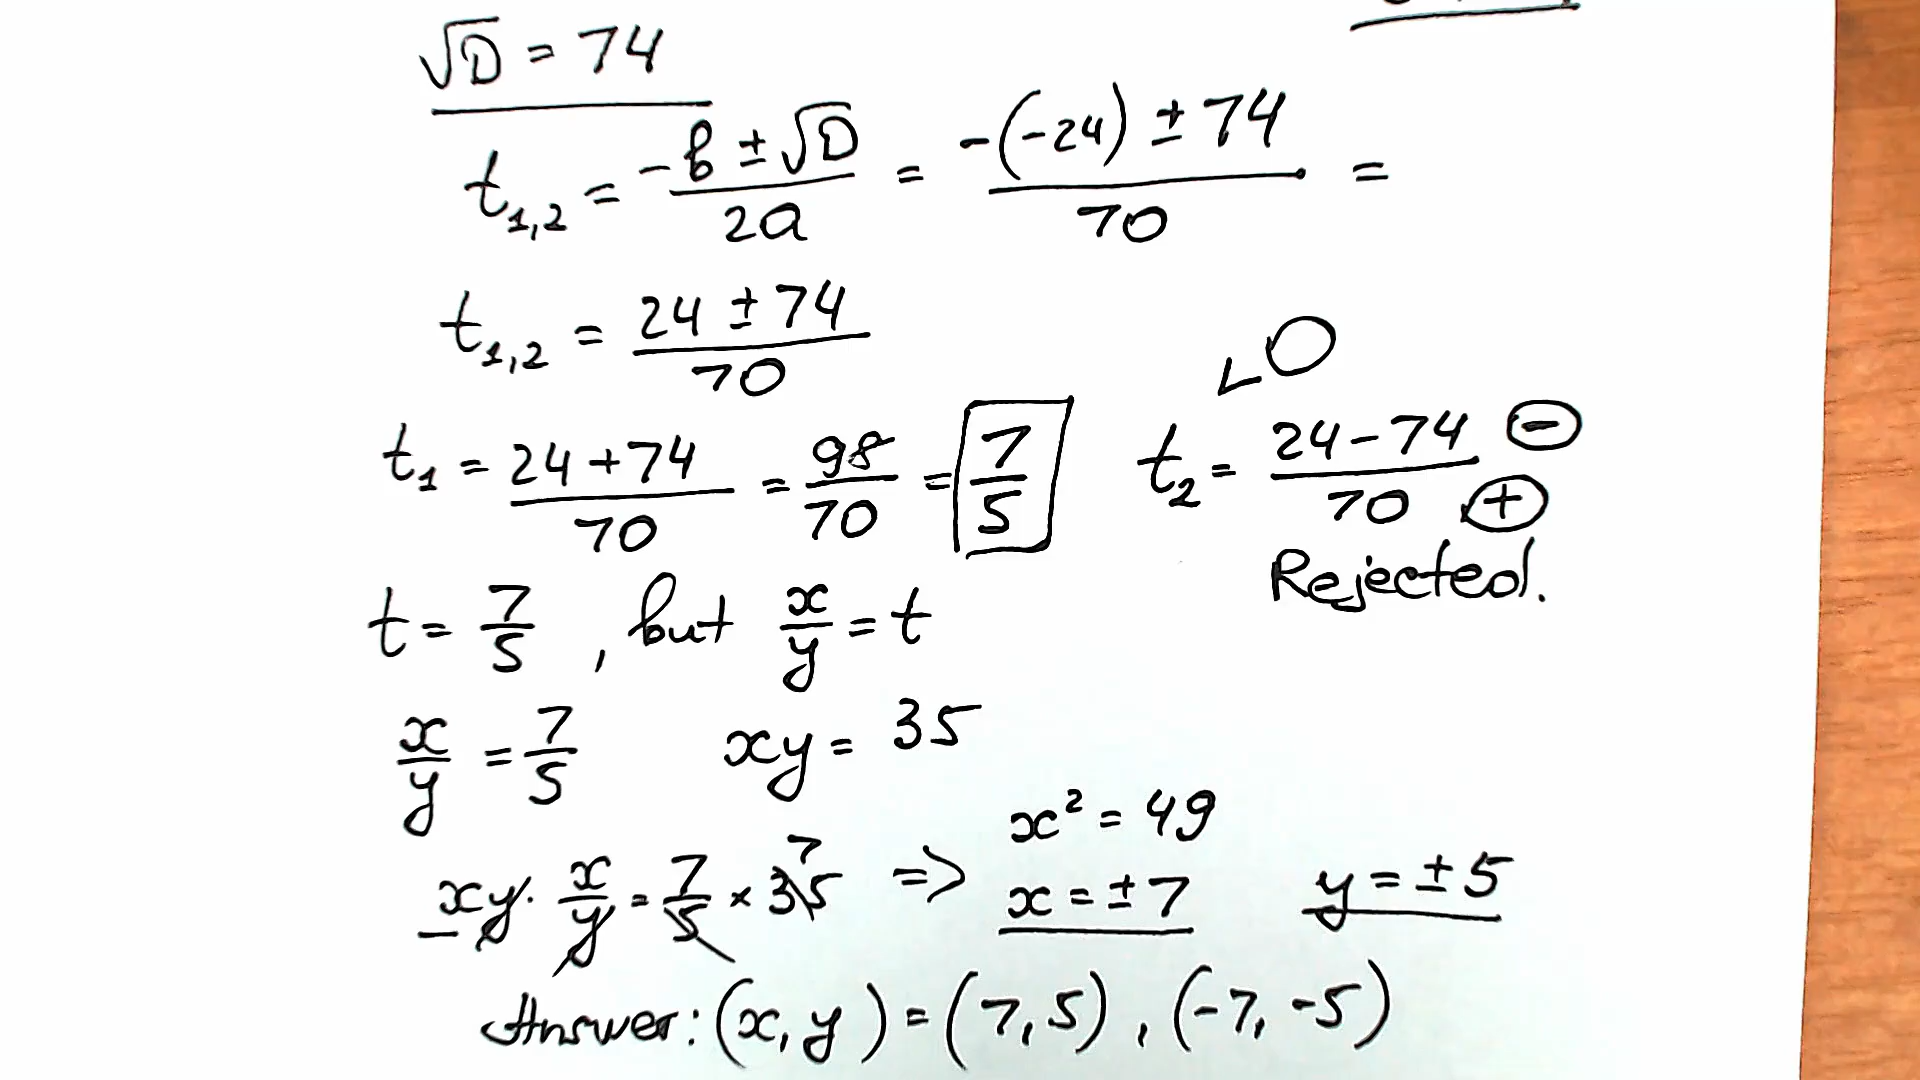 √D = 74
t₁,₂ = (-b ± √D)/(2a) = (-(-24) ± 74)/70 =
t₁,₂ = (24 ± 74)/70
<0
t₁ = (24 + 74)/70 = 98/70 = 7/5 t₂ = (24 - 74)/70 ⊖ ⊕
Rejected.
t = 7/5 , but x/y = t
x/y = 7/5 xy = 35
xy · x/y = 7/5 × 35 7 => x² = 49
x = ±7 y = ±5
Answer: (x, y) = (7, 5) , (-7, -5)